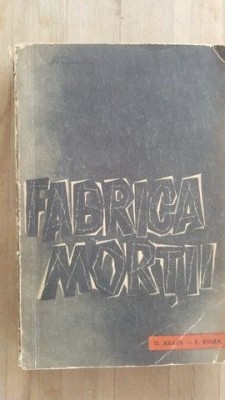 FABRICA
MORȚII
O. KRAUS - E. KULKA